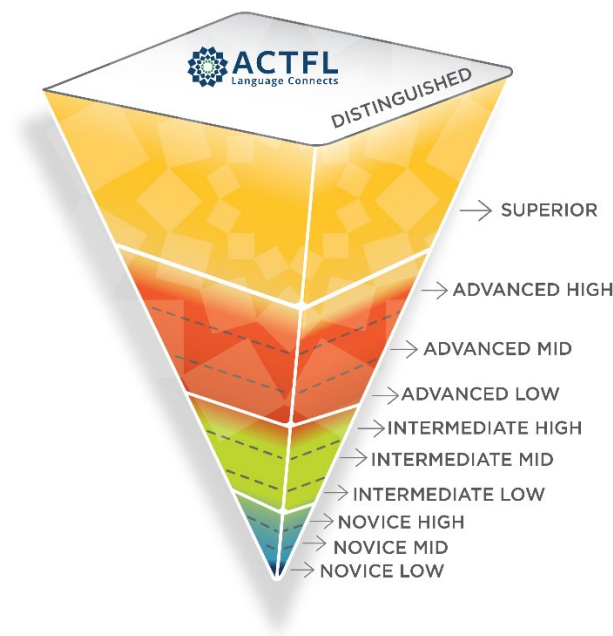 ACTFL
Language Connects
DISTINGUISHED
SUPERIOR
ADVANCED HIGH
ADVANCED MID
ADVANCED LOW
INTERMEDIATE HIGH
INTERMEDIATE MID
INTERMEDIATE LOW
NOVICE HIGH
NOVICE MID
NOVICE LOW